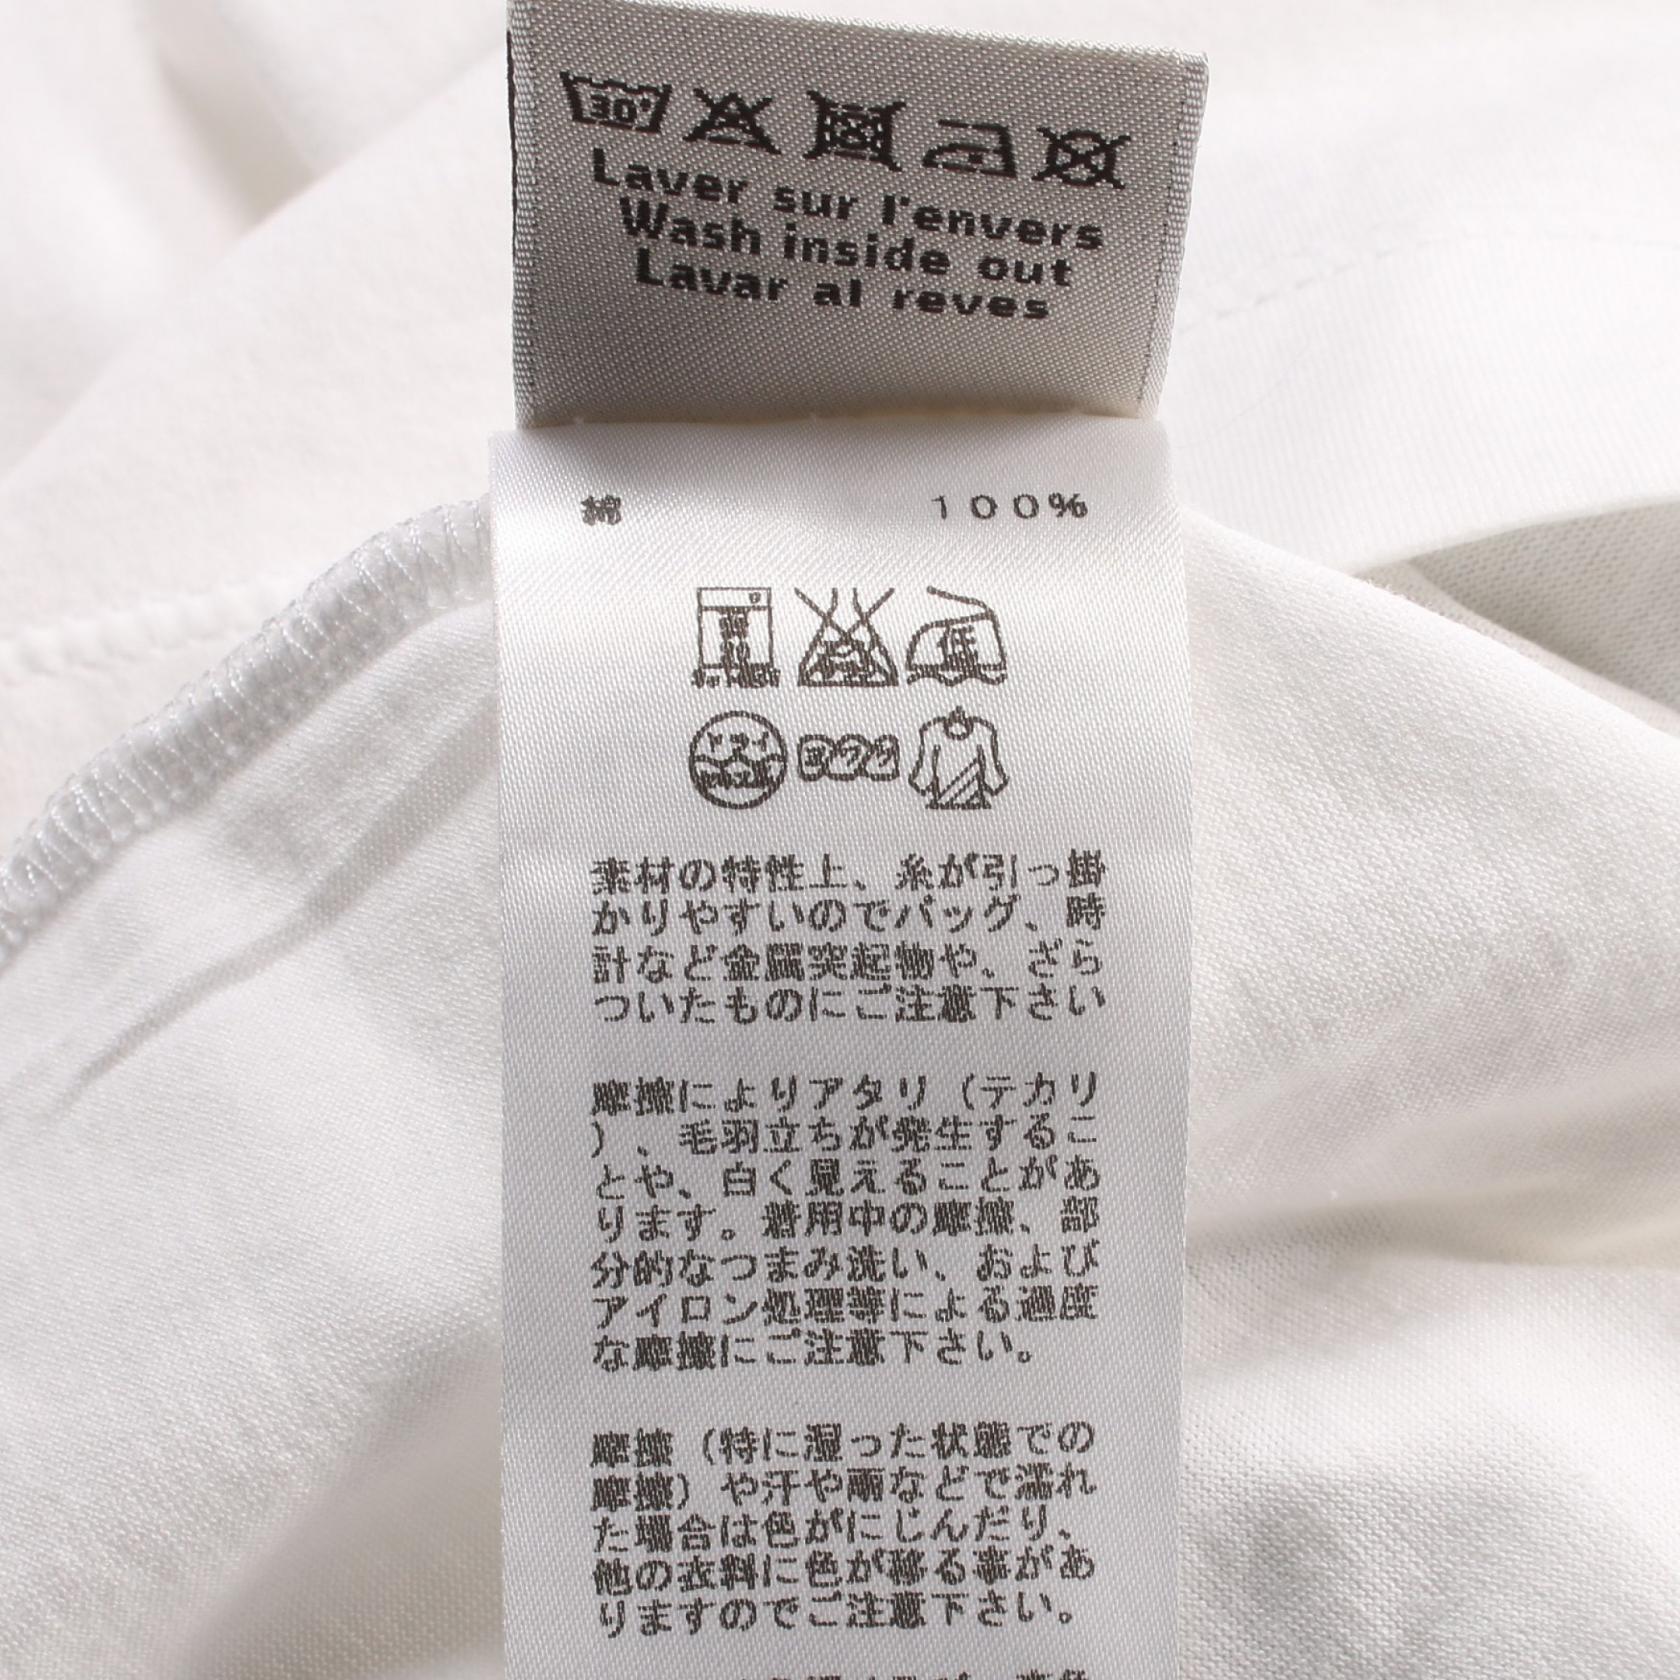 30°
Laver sur l'envers
Wash inside out
Lavar al reves
綿 100%
低
ドライ
ヨワク
素材の特性上、糸が引っ掛
かりやすいのでバッグ、時
計など金属突起物や、ざら
ついたものにご注意下さい
摩擦によりアタリ（テカリ
）、毛羽立ちが発生するこ
とや、白く見えることがあ
ります。着用中の摩擦、部
分的なつまみ洗い、および
アイロン処理等による過度
な摩擦にご注意下さい。
摩擦（特に湿った状態での
摩擦）や汗や雨などで濡れ
た場合は色がにじんだり、
他の衣料に色が移る事があ
りますのでご注意下さい。